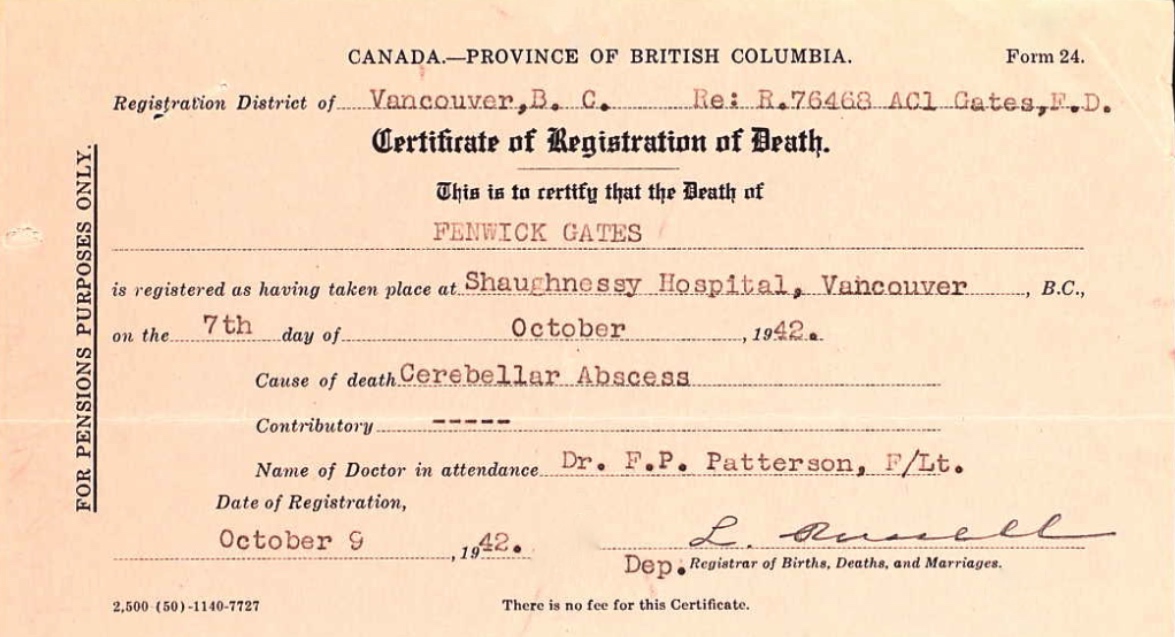 CANADA.—PROVINCE OF BRITISH COLUMBIA. Form 24.
Registration District of Vancouver,B. C. Re: R.76468 AC1 Gates,F.D.
Certificate of Registration of Death.
This is to certify that the Death of
FENWICK GATES
is registered as having taken place at Shaughnessy Hospital, Vancouver, B.C.,
on the 7th day of October, 1942.
Cause of death Cerebellar Abscess
Contributory -----
Name of Doctor in attendance Dr. F.P. Patterson, F/Lt.
Date of Registration,
October 9, 1942.
L. Russell
Dep. Registrar of Births, Deaths, and Marriages.
2,500-(50)-1140-7727 There is no fee for this Certificate.
FOR PENSIONS PURPOSES ONLY.